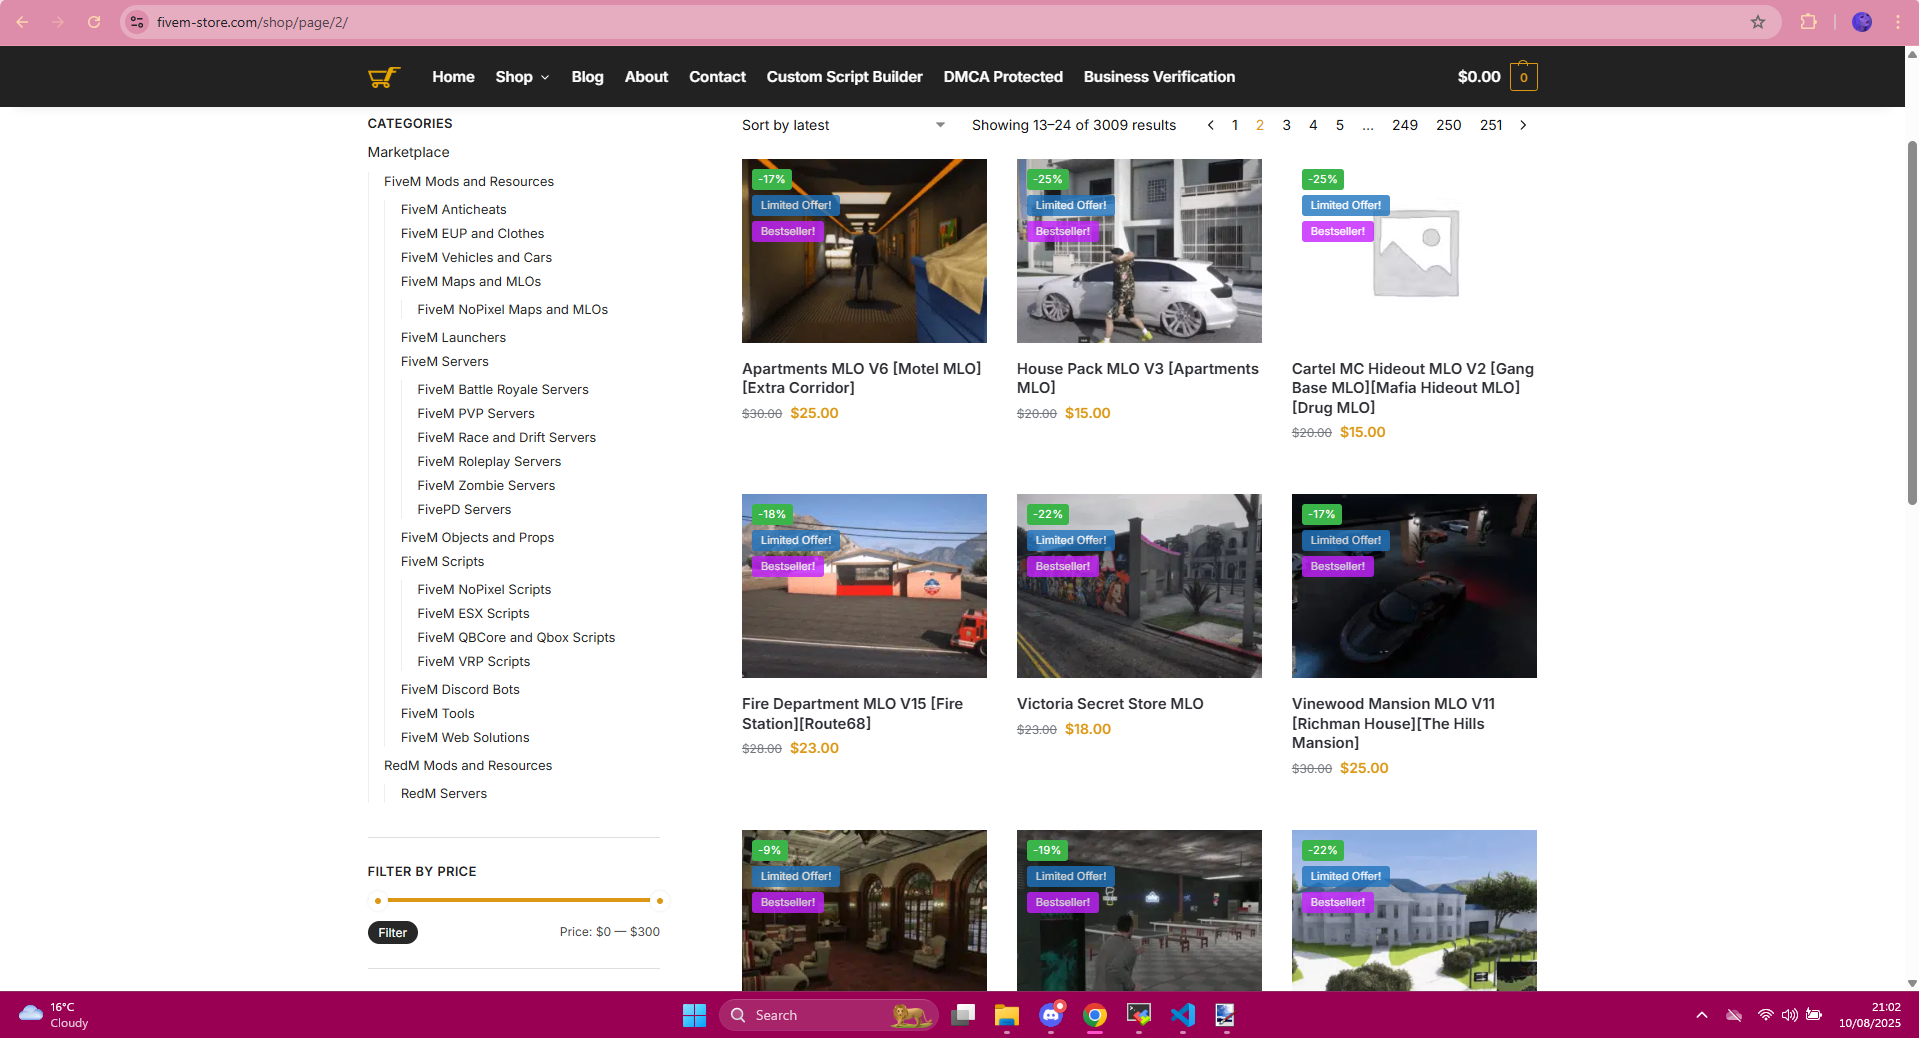 fivem-store.com/shop/page/2/
Home Shop Blog About Contact Custom Script Builder DMCA Protected Business Verification $0.00 0
CATEGORIES
Marketplace
FiveM Mods and Resources
FiveM Anticheats
FiveM EUP and Clothes
FiveM Vehicles and Cars
FiveM Maps and MLOs
FiveM NoPixel Maps and MLOs
FiveM Launchers
FiveM Servers
FiveM Battle Royale Servers
FiveM PVP Servers
FiveM Race and Drift Servers
FiveM Roleplay Servers
FiveM Zombie Servers
FivePD Servers
FiveM Objects and Props
FiveM Scripts
FiveM NoPixel Scripts
FiveM ESX Scripts
FiveM QBCore and Qbox Scripts
FiveM VRP Scripts
FiveM Discord Bots
FiveM Tools
FiveM Web Solutions
RedM Mods and Resources
RedM Servers
FILTER BY PRICE
Filter Price: $0 — $300
Sort by latest Showing 13–24 of 3009 results 1 2 3 4 5 ... 249 250 251
-17%
Limited Offer!
Bestseller!
Apartments MLO V6 [Motel MLO]
[Extra Corridor]
$30.00 $25.00
-25%
Limited Offer!
Bestseller!
House Pack MLO V3 [Apartments
MLO]
$20.00 $15.00
-25%
Limited Offer!
Bestseller!
Cartel MC Hideout MLO V2 [Gang
Base MLO][Mafia Hideout MLO]
[Drug MLO]
$20.00 $15.00
-18%
Limited Offer!
Bestseller!
Fire Department MLO V15 [Fire
Station][Route68]
$28.00 $23.00
-22%
Limited Offer!
Bestseller!
Victoria Secret Store MLO
$23.00 $18.00
-17%
Limited Offer!
Bestseller!
Vinewood Mansion MLO V11
[Richman House][The Hills
Mansion]
$30.00 $25.00
-9%
Limited Offer!
Bestseller!
-19%
Limited Offer!
Bestseller!
-22%
Limited Offer!
Bestseller!
16°C
Cloudy
Search
21:02
10/08/2025